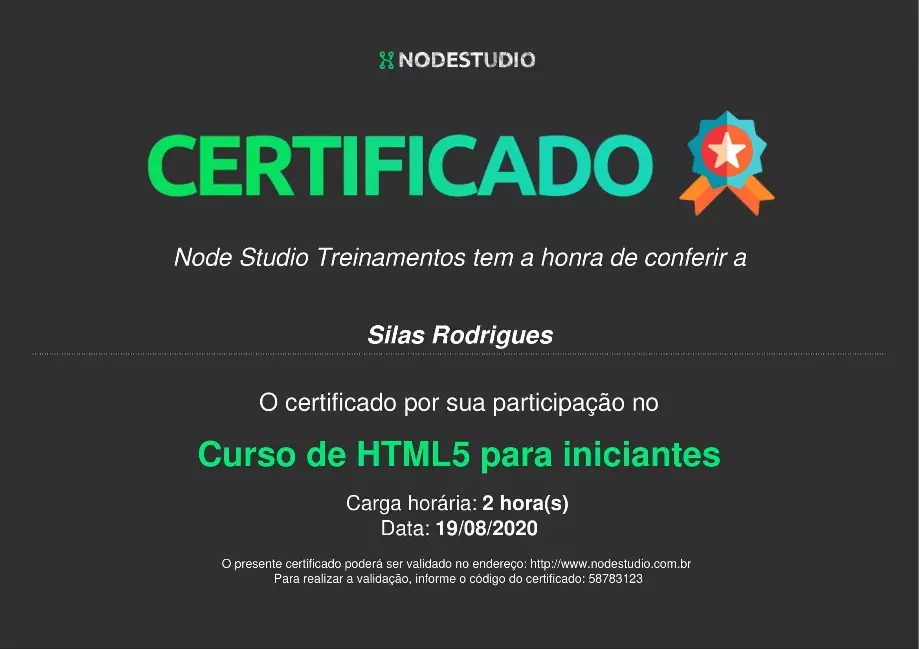 NODESTUDIO
CERTIFICADO
Node Studio Treinamentos tem a honra de conferir a
Silas Rodrigues
O certificado por sua participação no
Curso de HTML5 para iniciantes
Carga horária: 2 hora(s)
Data: 19/08/2020
O presente certificado poderá ser validado no endereço: http://www.nodestudio.com.br
Para realizar a validação, informe o código do certificado: 58783123